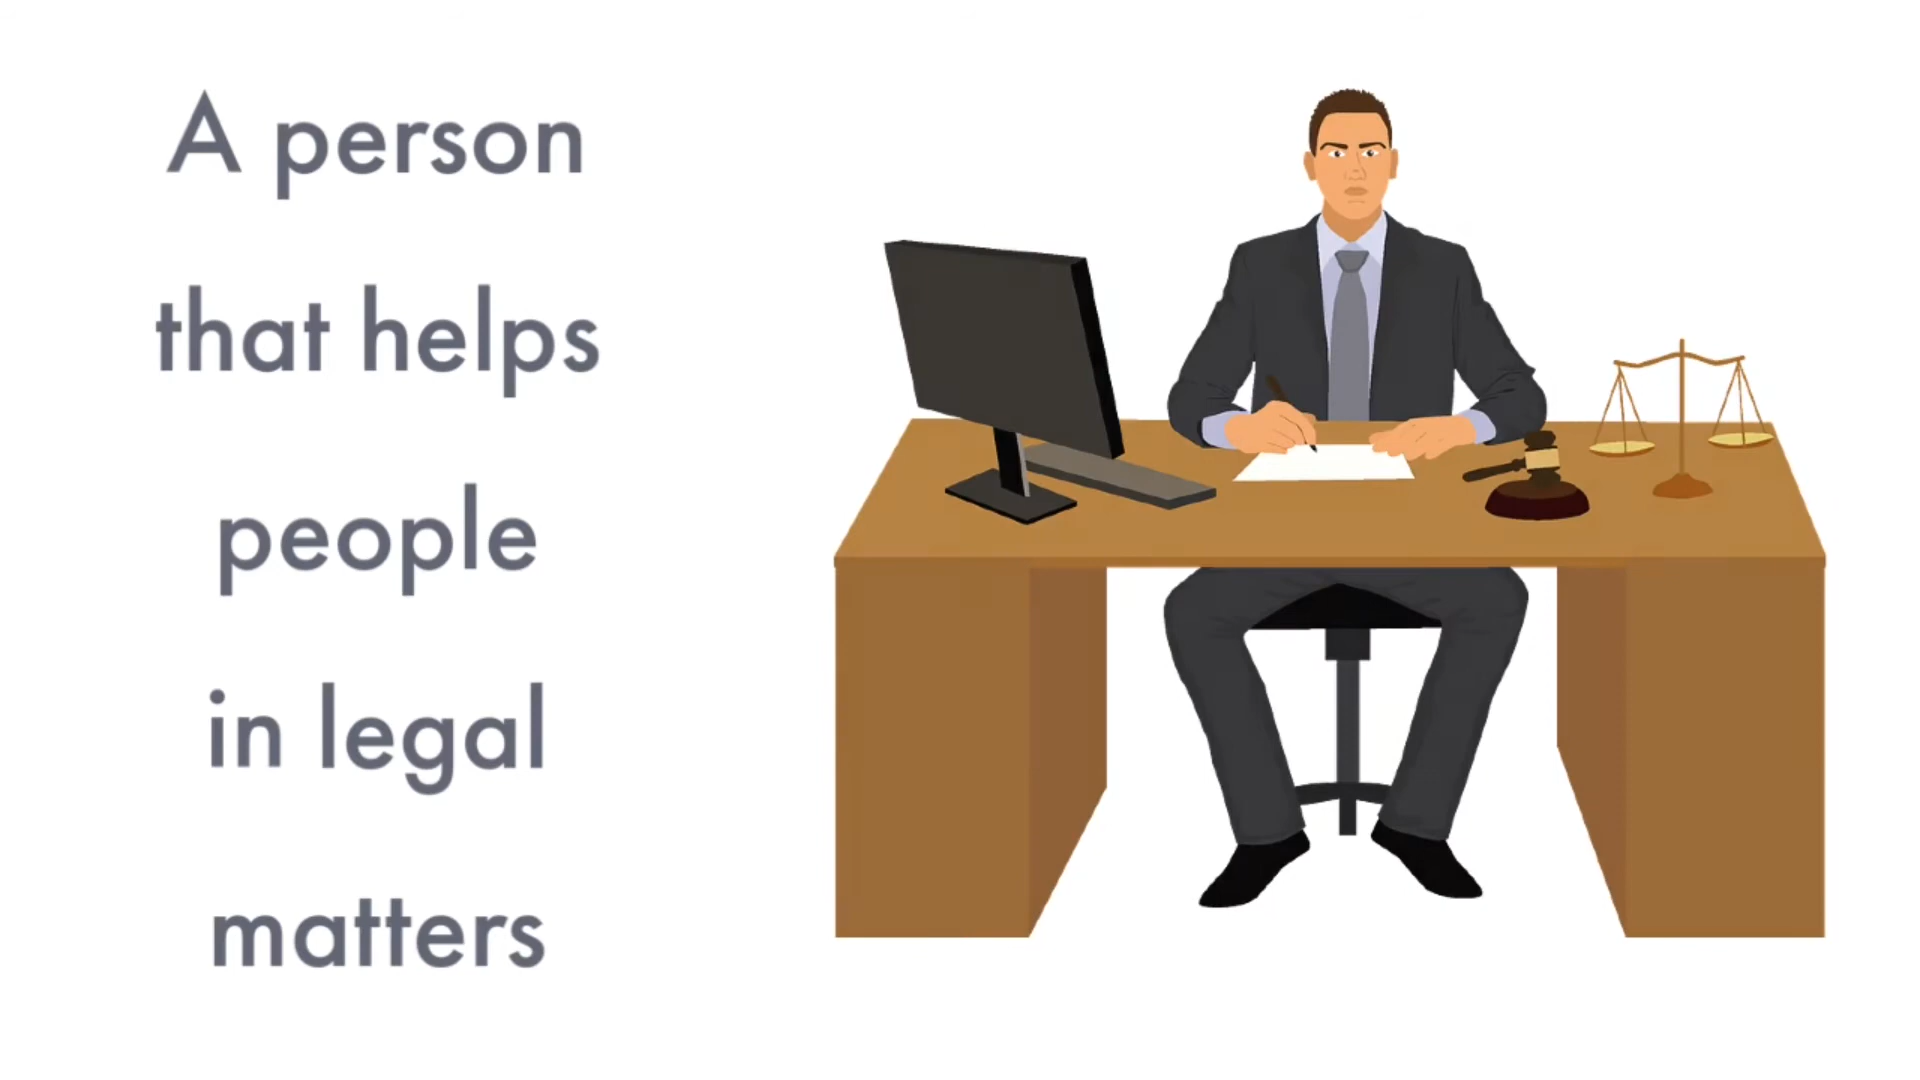 A person
that helps
people
in legal
matters